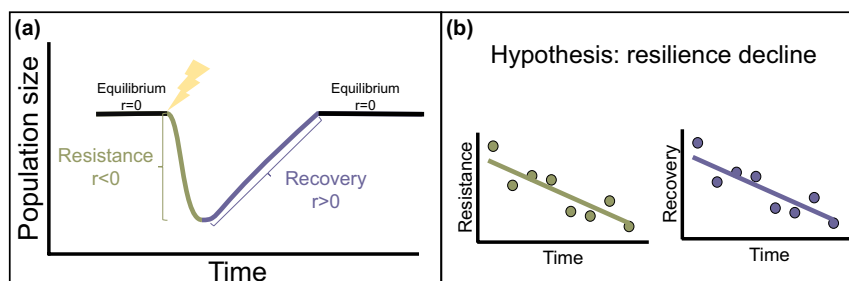 (a)
Population size
Equilibrium
r=0
Equilibrium
r=0
Resistance
r<0
Recovery
r>0
Time
(b)
Hypothesis: resilience decline
Resistance
Time
Recovery
Time